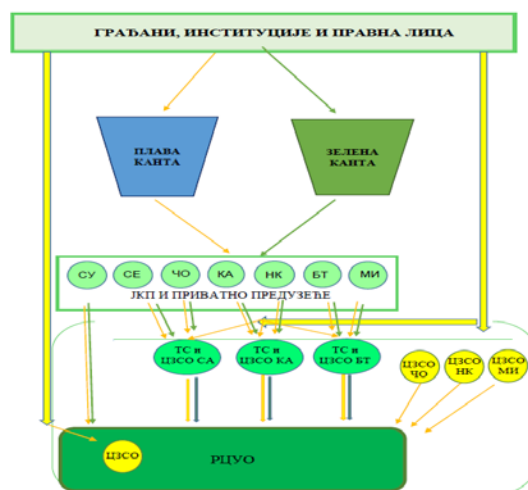 ГРАЂАНИ, ИНСТИТУЦИЈЕ И ПРАВНА ЛИЦА
ПЛАВА
КАНТА
ЗЕЛЕНА
КАНТА
СУ
СЕ
ЧО
КА
НК
БТ
МИ
ЈКП И ПРИВАТНО ПРЕДУЗЕЋЕ
ТС и
ЦЗСО СА
ТС и
ЦЗСО КА
ТС и
ЦЗСО БТ
ЦЗСО
ЧО
ЦЗСО
НК
ЦЗСО
МИ
ЦЗСО
РЦУО